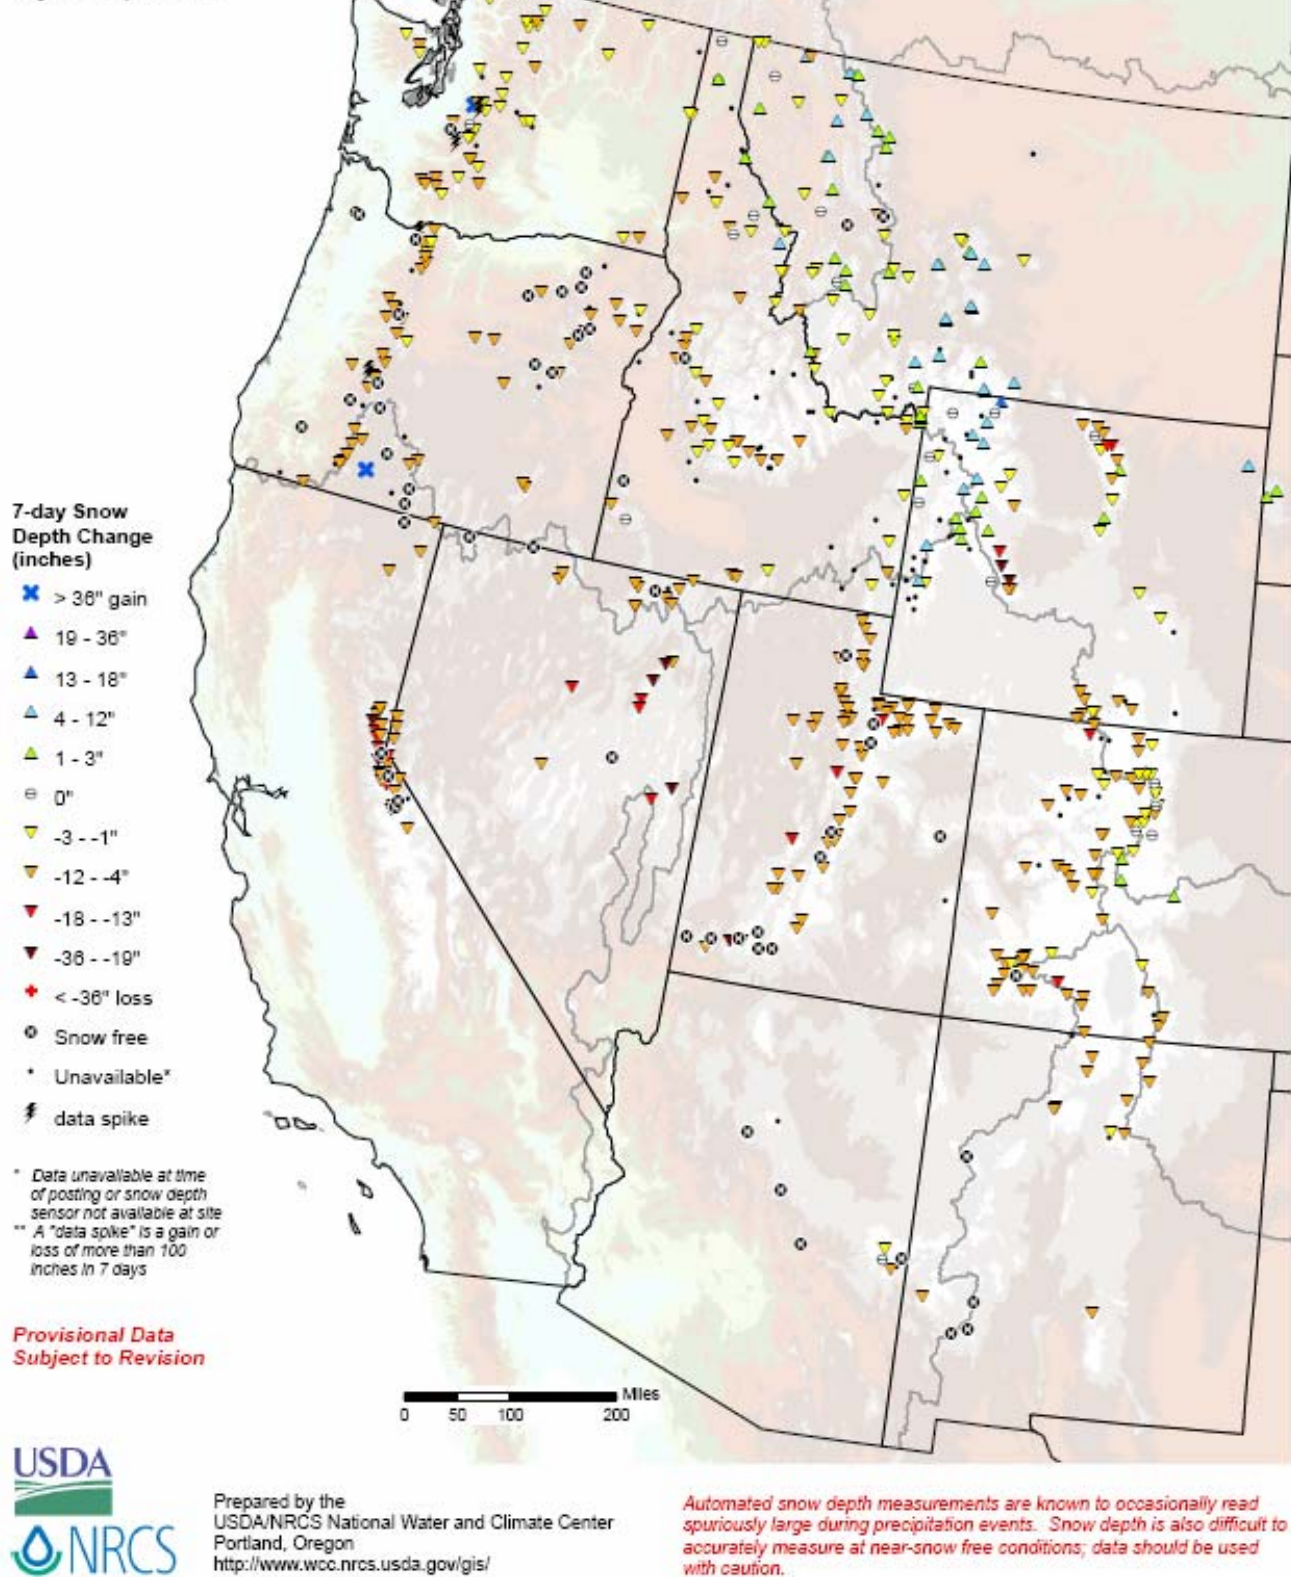 7-day Snow
Depth Change
(inches)
> 36" gain
19 - 36"
13 - 18"
4 - 12"
1 - 3"
0"
-3 - -1"
-12 - -4"
-18 - -13"
-36 - -19"
< -36" loss
Snow free
Unavailable*
data spike
* Data unavailable at time
of posting or snow depth
sensor not available at site
** A "data spike" is a gain or
loss of more than 100
inches in 7 days
Provisional Data
Subject to Revision
Miles
0 50 100 200
USDA
NRCS
Prepared by the
USDA/NRCS National Water and Climate Center
Portland, Oregon
http://www.wcc.nrcs.usda.gov/gis/
Automated snow depth measurements are known to occasionally read
spuriously large during precipitation events. Snow depth is also difficult to
accurately measure at near-snow free conditions; data should be used
with caution.